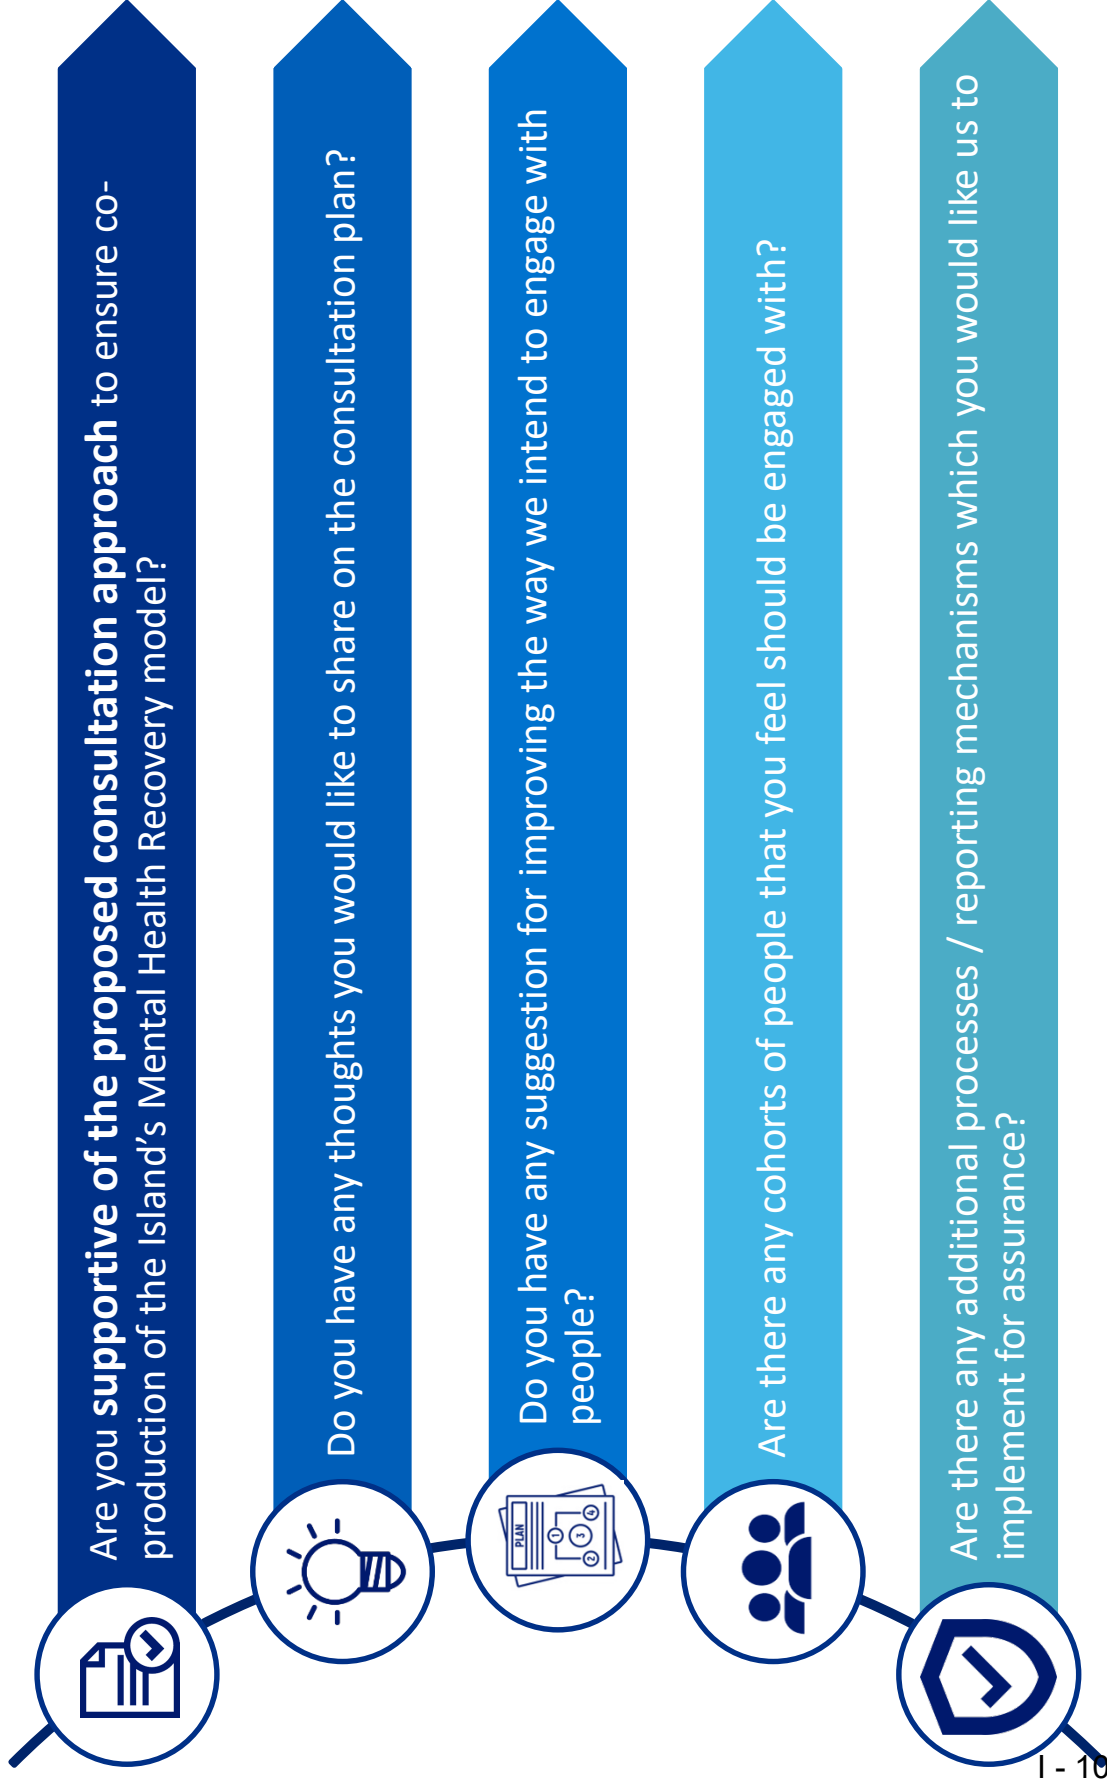 Are you supportive of the proposed consultation approach to ensure co-
production of the Island’s Mental Health Recovery model?
Do you have any thoughts you would like to share on the consultation plan?
Do you have any suggestion for improving the way we intend to engage with
people?
PLAN
1
2
3
4
Are there any cohorts of people that you feel should be engaged with?
Are there any additional processes / reporting mechanisms which you would like us to
implement for assurance?
I - 10